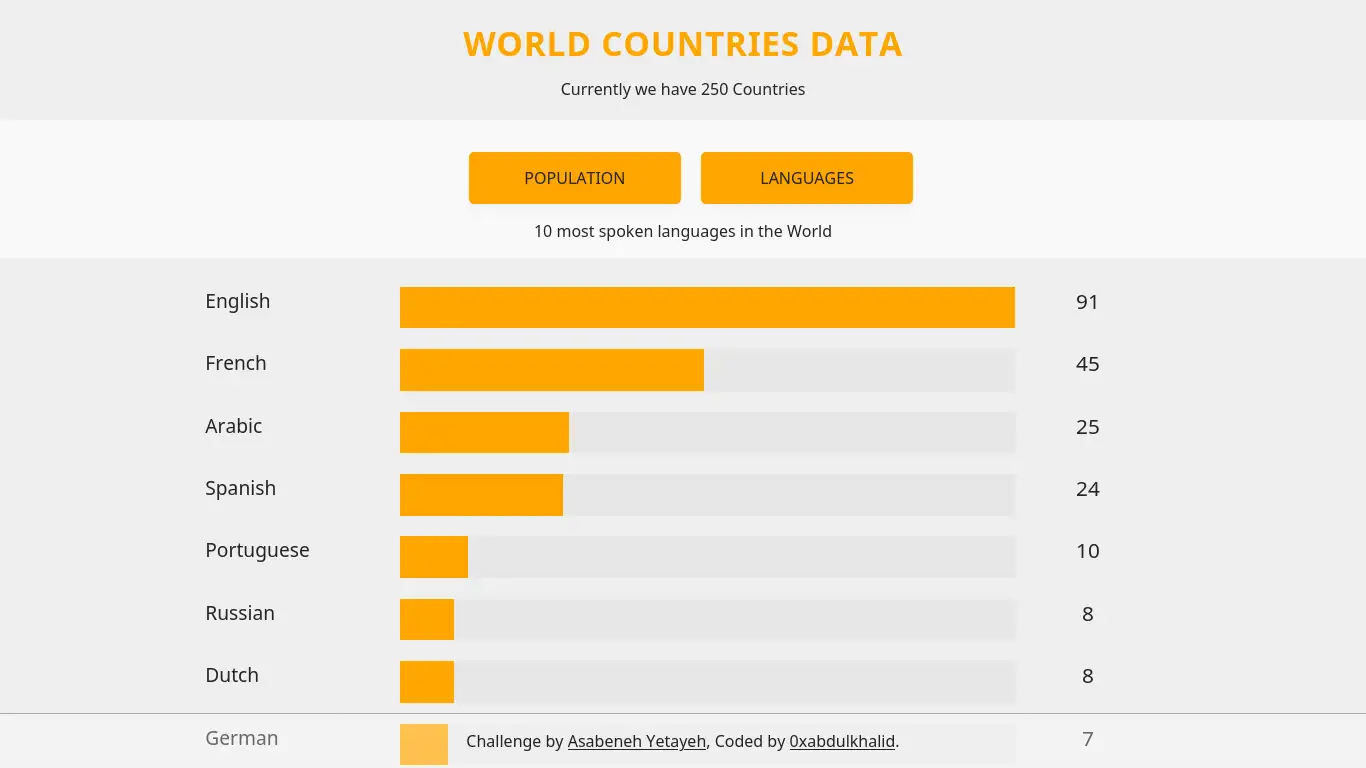 WORLD COUNTRIES DATA
Currently we have 250 Countries
POPULATION LANGUAGES
10 most spoken languages in the World
English 91
French 45
Arabic 25
Spanish 24
Portuguese 10
Russian 8
Dutch 8
German 7
Challenge by Asabeneh Yetayeh, Coded by 0xabdulkhalid.